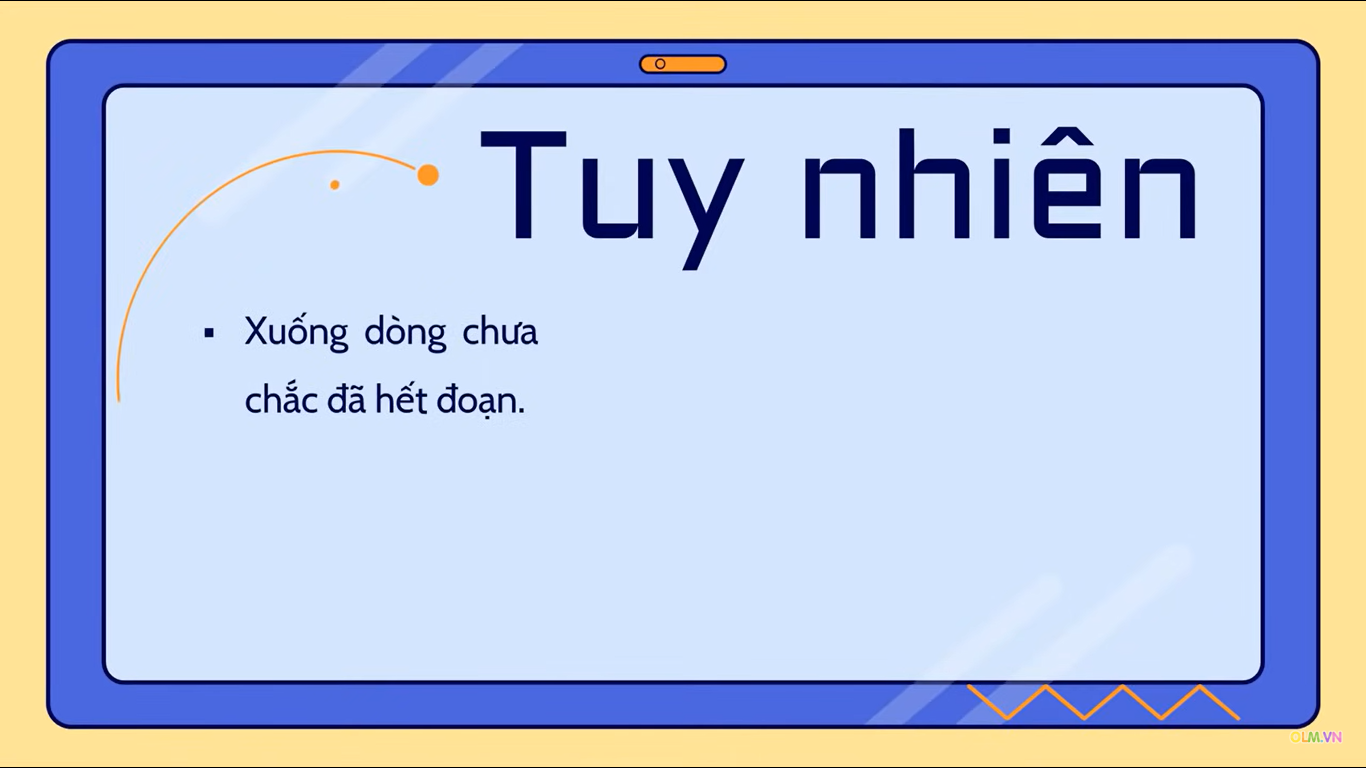 Tuy nhiên
▪ Xuống dòng chưa
chắc đã hết đoạn.
OLM.VN